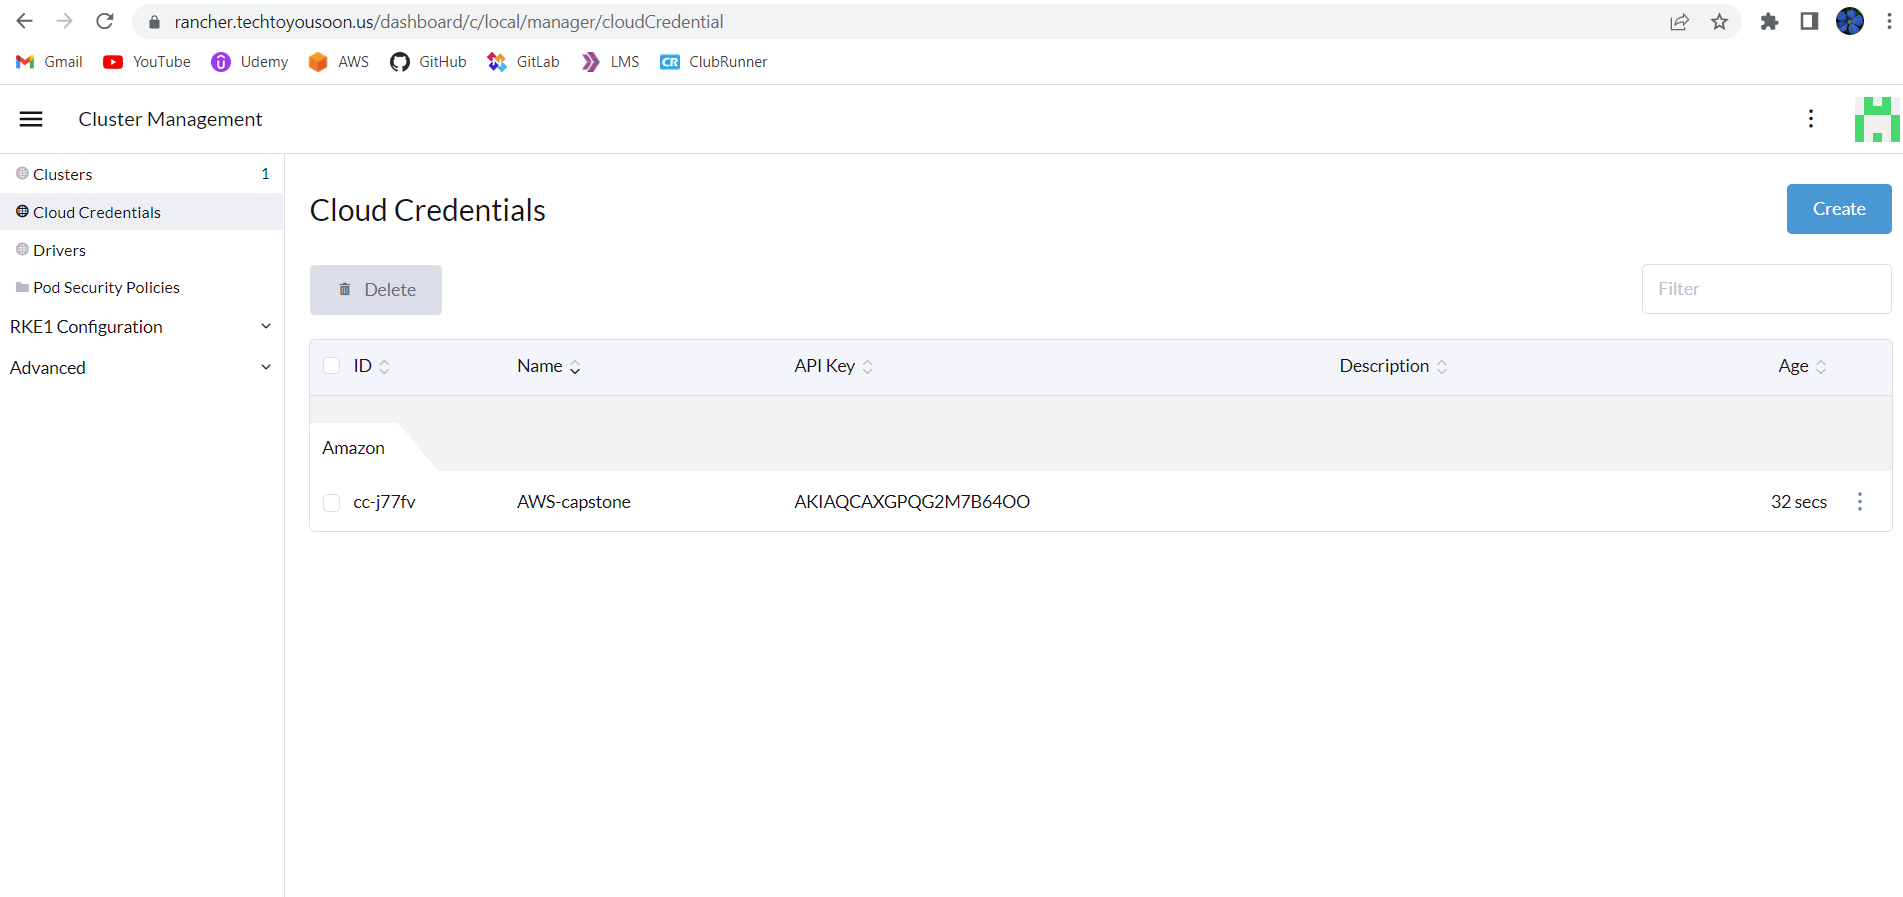 rancher.techtoyousoon.us/dashboard/c/local/manager/cloudCredential
Gmail YouTube Udemy AWS GitHub GitLab LMS CR ClubRunner
Cluster Management
Clusters 1
Cloud Credentials
Drivers
Pod Security Policies
RKE1 Configuration
Advanced
Cloud Credentials
Create
Delete
Filter
ID Name API Key Description Age
Amazon
cc-j77fv AWS-capstone AKIAQCAXGPQG2M7B64OO 32 secs